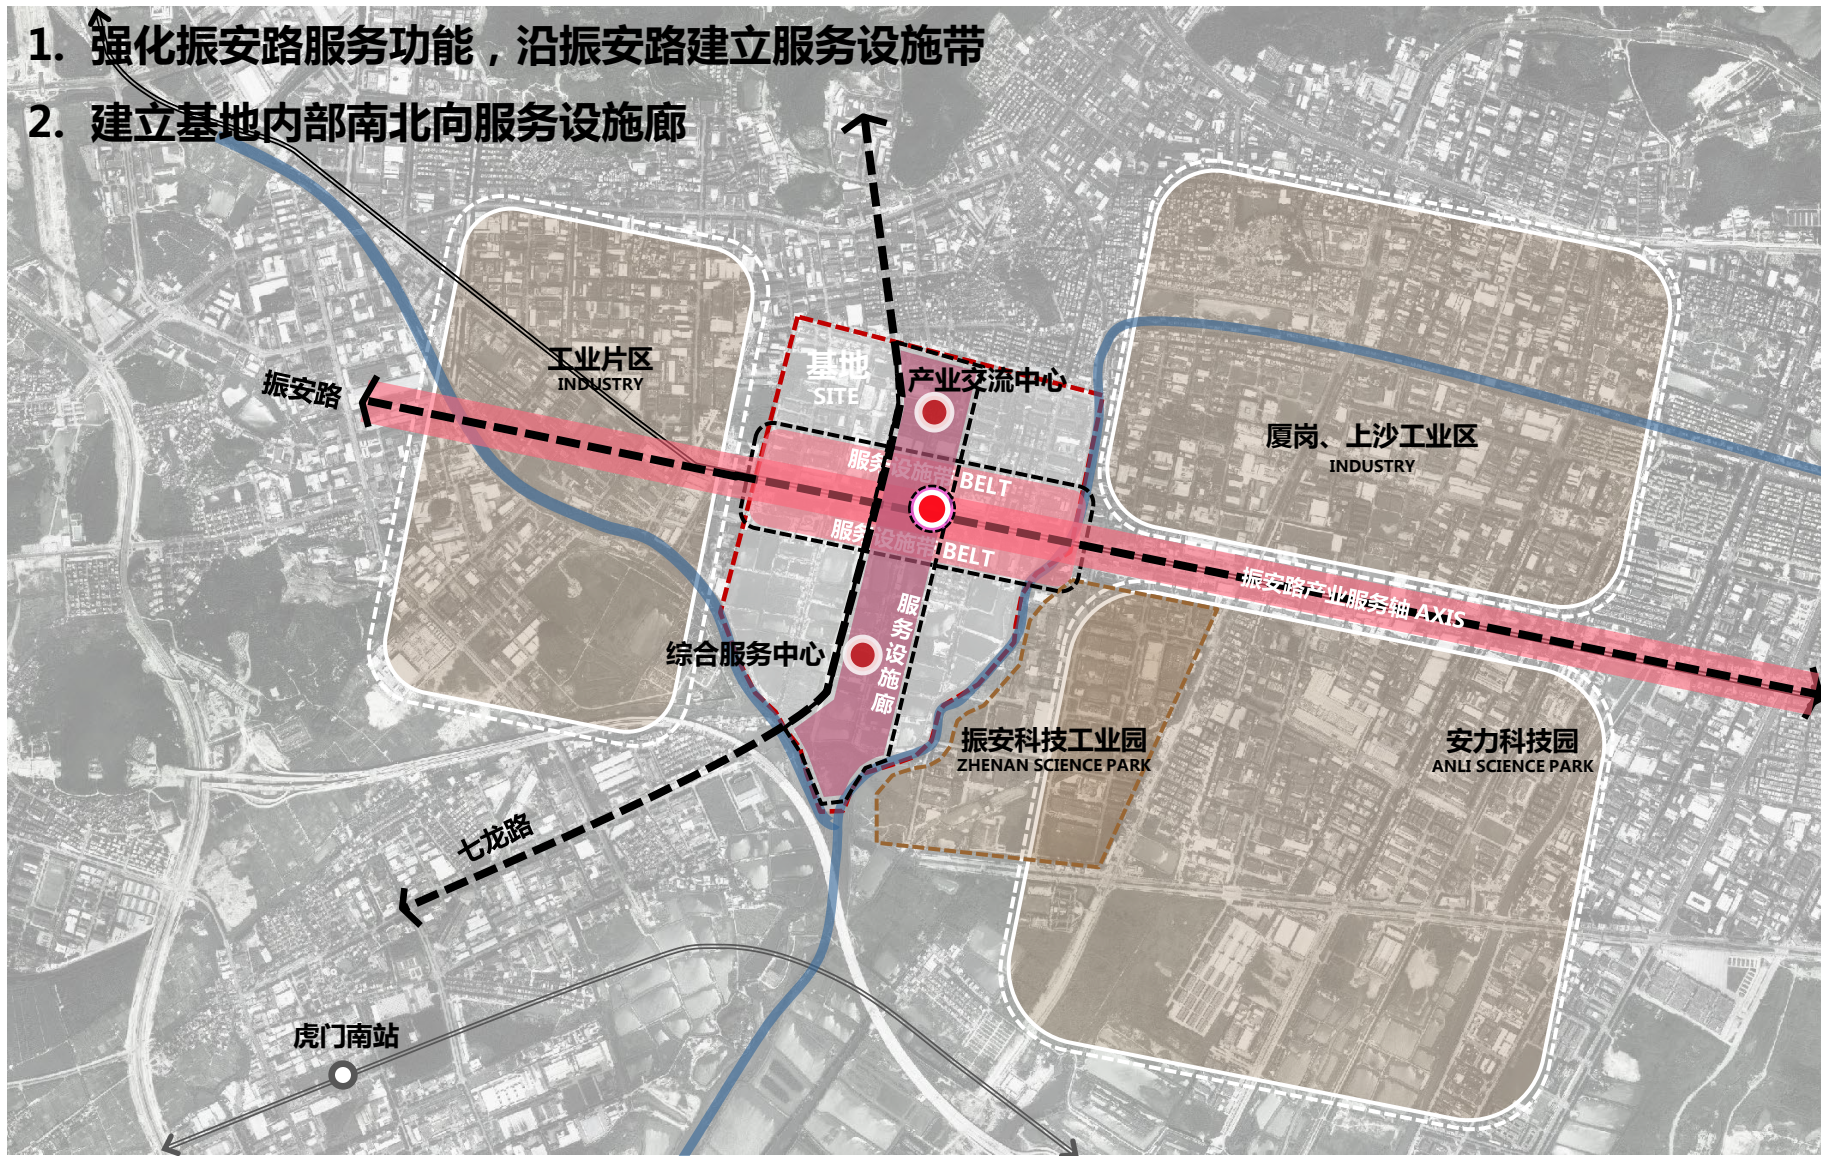 1. 强化振安路服务功能，沿振安路建立服务设施带
2. 建立基地内部南北向服务设施廊
工业片区
INDUSTRY
振安路
基地
SITE
产业交流中心
厦岗、上沙工业区
INDUSTRY
服务设施带 BELT
服务设施带 BELT
振安路产业服务轴 AXIS
服务设施廊
综合服务中心
振安科技工业园
ZHENAN SCIENCE PARK
安力科技园
ANLI SCIENCE PARK
七龙路
虎门南站